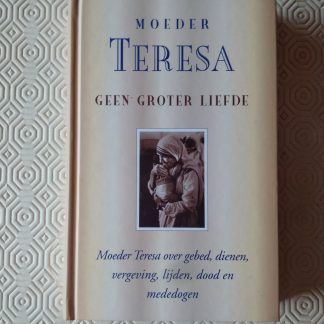 MOEDER
TERESA
GEEN GROTER LIEFDE
Moeder Teresa over gebed, dienen,
vergeving, lijden, dood en
mededogen